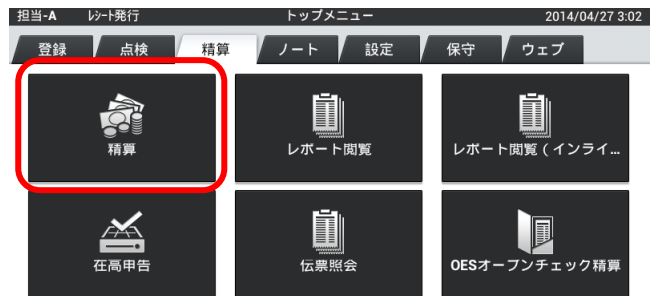 担当-A ﾚｼｰﾄ発行 トップメニュー 2014/04/27 3:02
登録 点検 精算 ノート 設定 保守 ウェブ
精算 レポート閲覧 レポート閲覧 ( インライ...
在高申告 伝票照会 OESオープンチェック精算